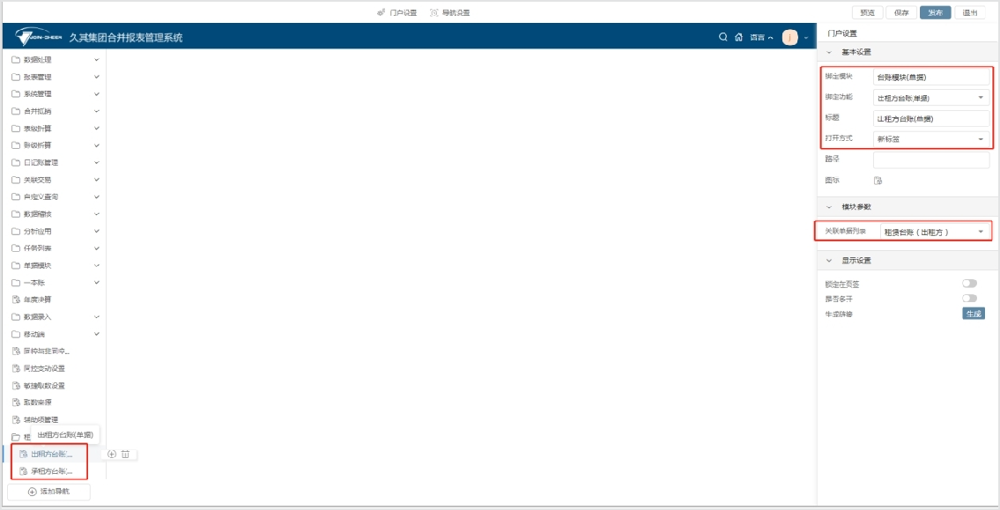 门户设置 导航设置 预览 保存 发布 退出
JOIN-CHEER 久其集团合并报表管理系统 语言 J
数据处理
报表管理
系统管理
合并抵销
表级折算
账级折算
日记账管理
关联交易
自定义查询
数据稽核
分析应用
任务列表
单据模块
一本账
年度决算
数据录入
移动端
同控与非同控...
同控变动设置
敏捷取数设置
取数来源
辅助项管理
租
出租方台账(单据)
出租方台账(...
承租方台账(...
添加导航
门户设置
基本设置
绑定模块 台账模块(单据)
绑定功能 出租方台账(单据)
标题 出租方台账(单据)
打开方式 新标签
路径
图标
模块参数
关联单据列表 租赁台账（出租方）
显示设置
锁定在页签
是否多开
生成链接 生成